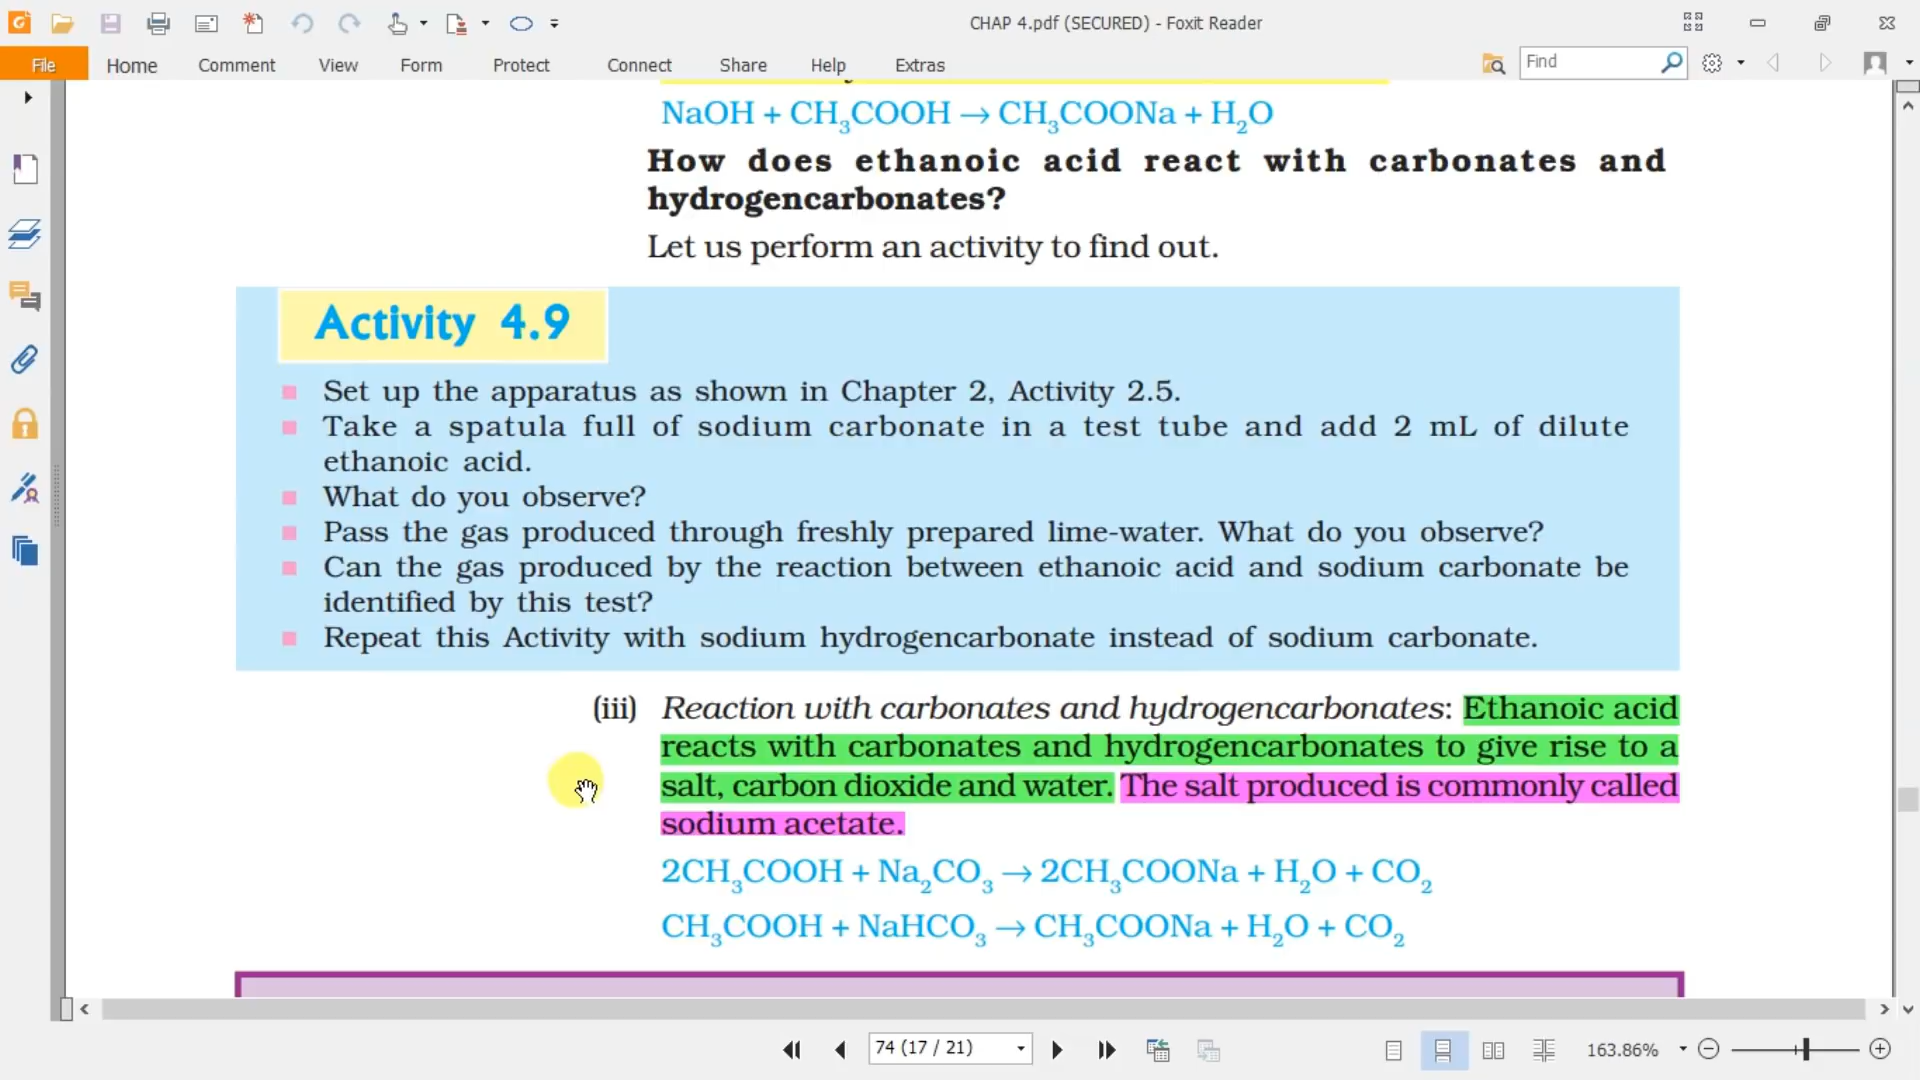 CHAP 4.pdf (SECURED) - Foxit Reader
File Home Comment View Form Protect Connect Share Help Extras Find
NaOH + CH₃COOH → CH₃COONa + H₂O
How does ethanoic acid react with carbonates and
hydrogencarbonates?
Let us perform an activity to find out.
Activity 4.9
Set up the apparatus as shown in Chapter 2, Activity 2.5.
Take a spatula full of sodium carbonate in a test tube and add 2 mL of dilute
ethanoic acid.
What do you observe?
Pass the gas produced through freshly prepared lime-water. What do you observe?
Can the gas produced by the reaction between ethanoic acid and sodium carbonate be
identified by this test?
Repeat this Activity with sodium hydrogencarbonate instead of sodium carbonate.
(iii) Reaction with carbonates and hydrogencarbonates: Ethanoic acid
reacts with carbonates and hydrogencarbonates to give rise to a
salt, carbon dioxide and water. The salt produced is commonly called
sodium acetate.
2CH₃COOH + Na₂CO₃ → 2CH₃COONa + H₂O + CO₂
CH₃COOH + NaHCO₃ → CH₃COONa + H₂O + CO₂
74 (17 / 21) 163.86%